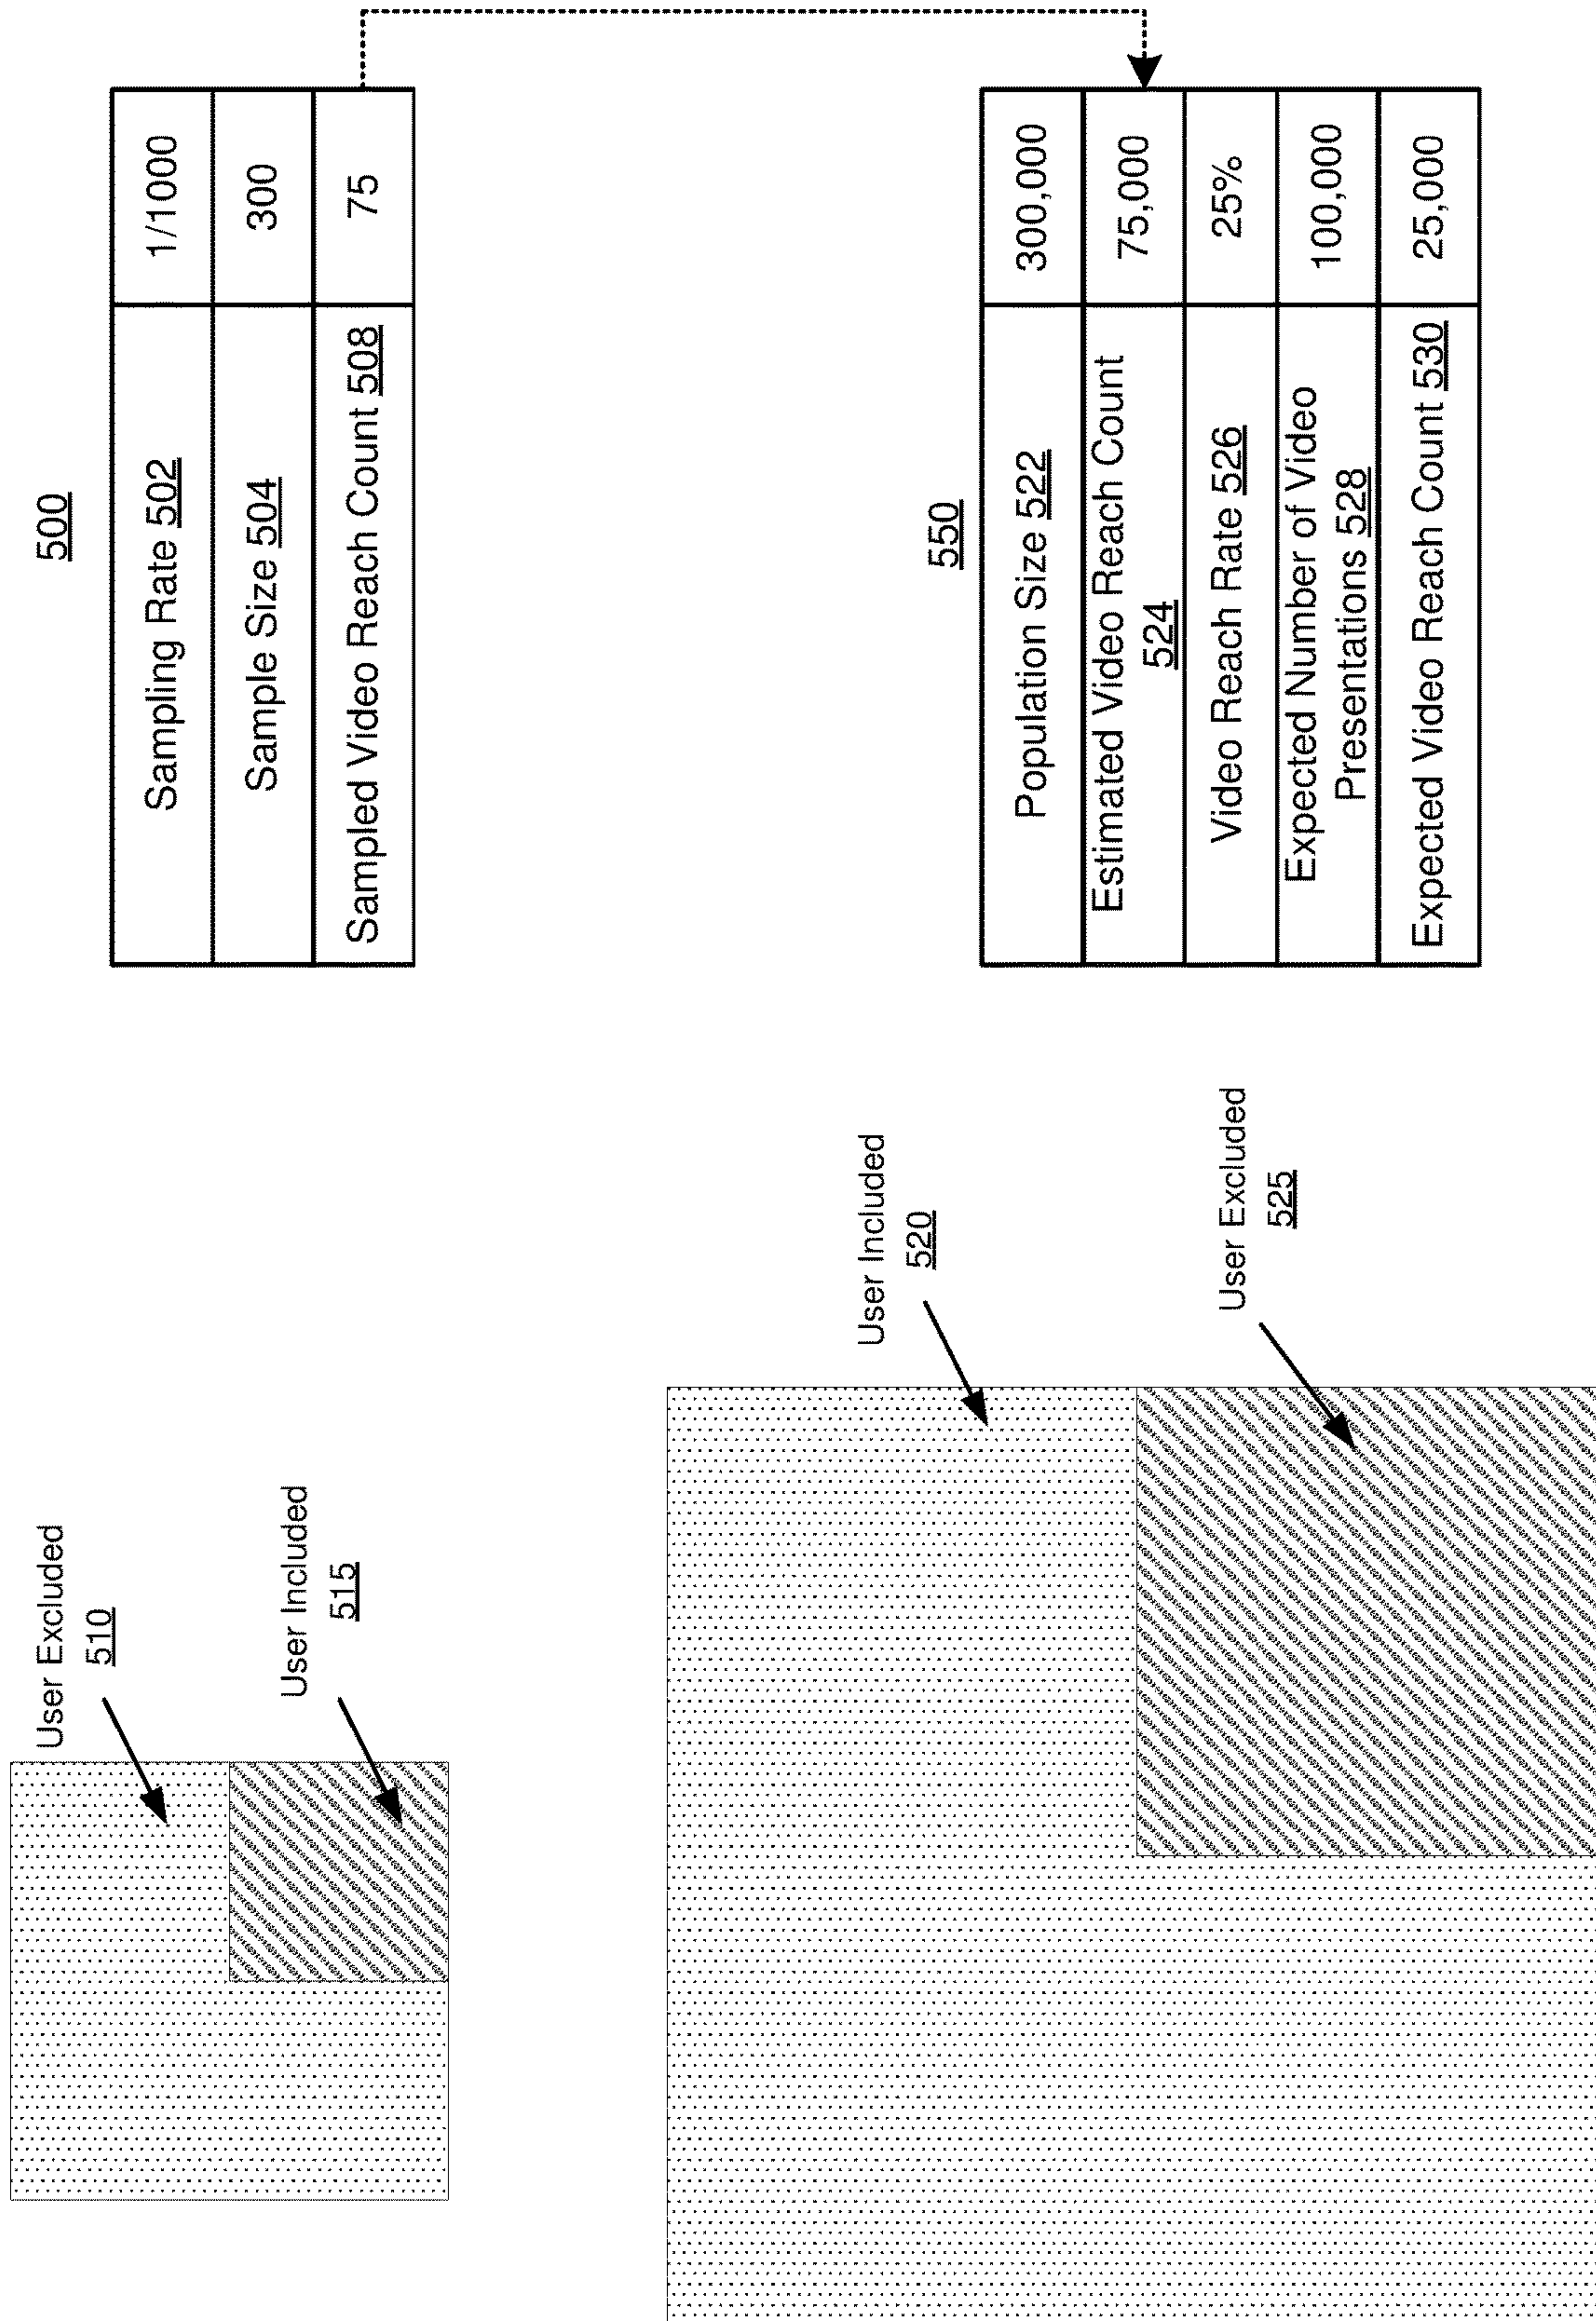 User Excluded
510
User Included
515
500
Sampling Rate 502
1/1000
Sample Size 504
300
Sampled Video Reach Count 508
75
User Included
520
User Excluded
525
550
Population Size 522
300,000
Estimated Video Reach Count
524
75,000
Video Reach Rate 526
25%
Expected Number of Video
Presentations 528
100,000
Expected Video Reach Count 530
25,000